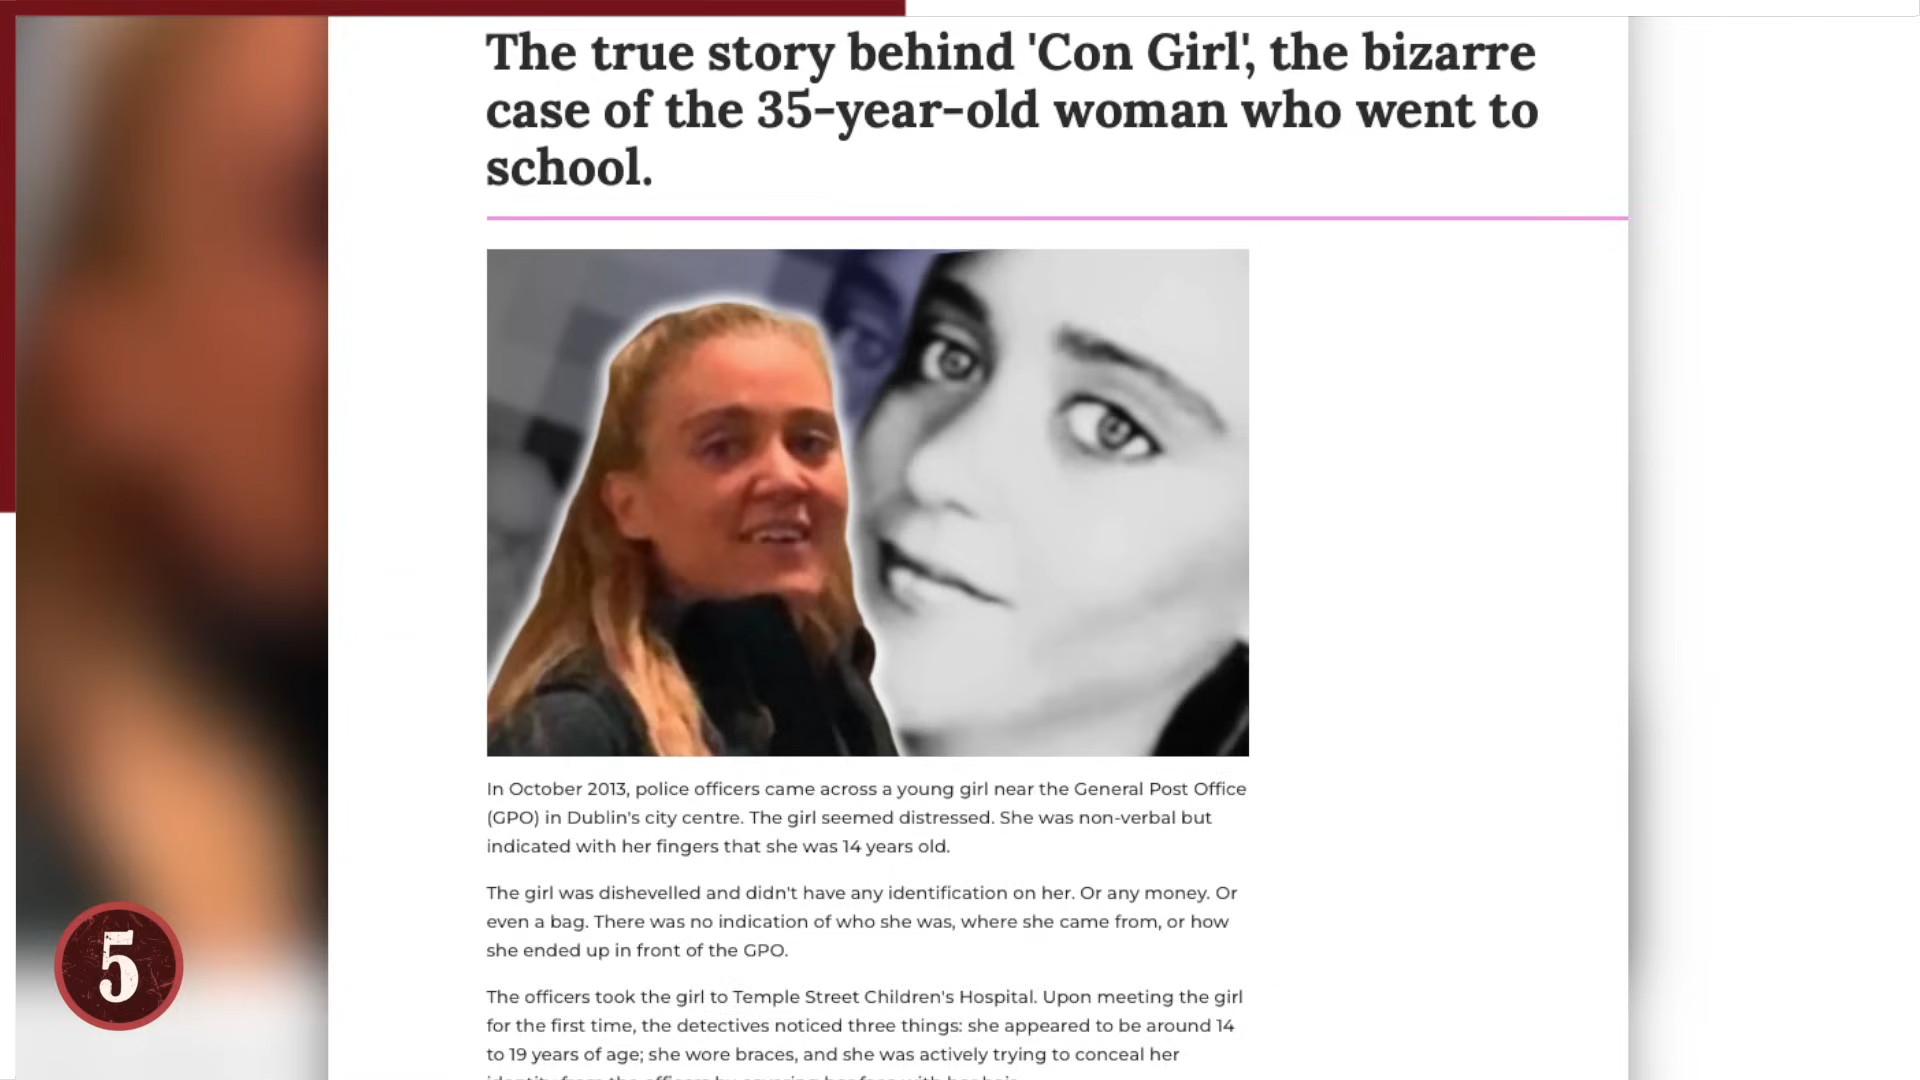 The true story behind 'Con Girl', the bizarre
case of the 35-year-old woman who went to
school.
In October 2013, police officers came across a young girl near the General Post Office
(GPO) in Dublin's city centre. The girl seemed distressed. She was non-verbal but
indicated with her fingers that she was 14 years old.
The girl was dishevelled and didn't have any identification on her. Or any money. Or
even a bag. There was no indication of who she was, where she came from, or how
she ended up in front of the GPO.
The officers took the girl to Temple Street Children's Hospital. Upon meeting the girl
for the first time, the detectives noticed three things: she appeared to be around 14
to 19 years of age; she wore braces, and she was actively trying to conceal her
5